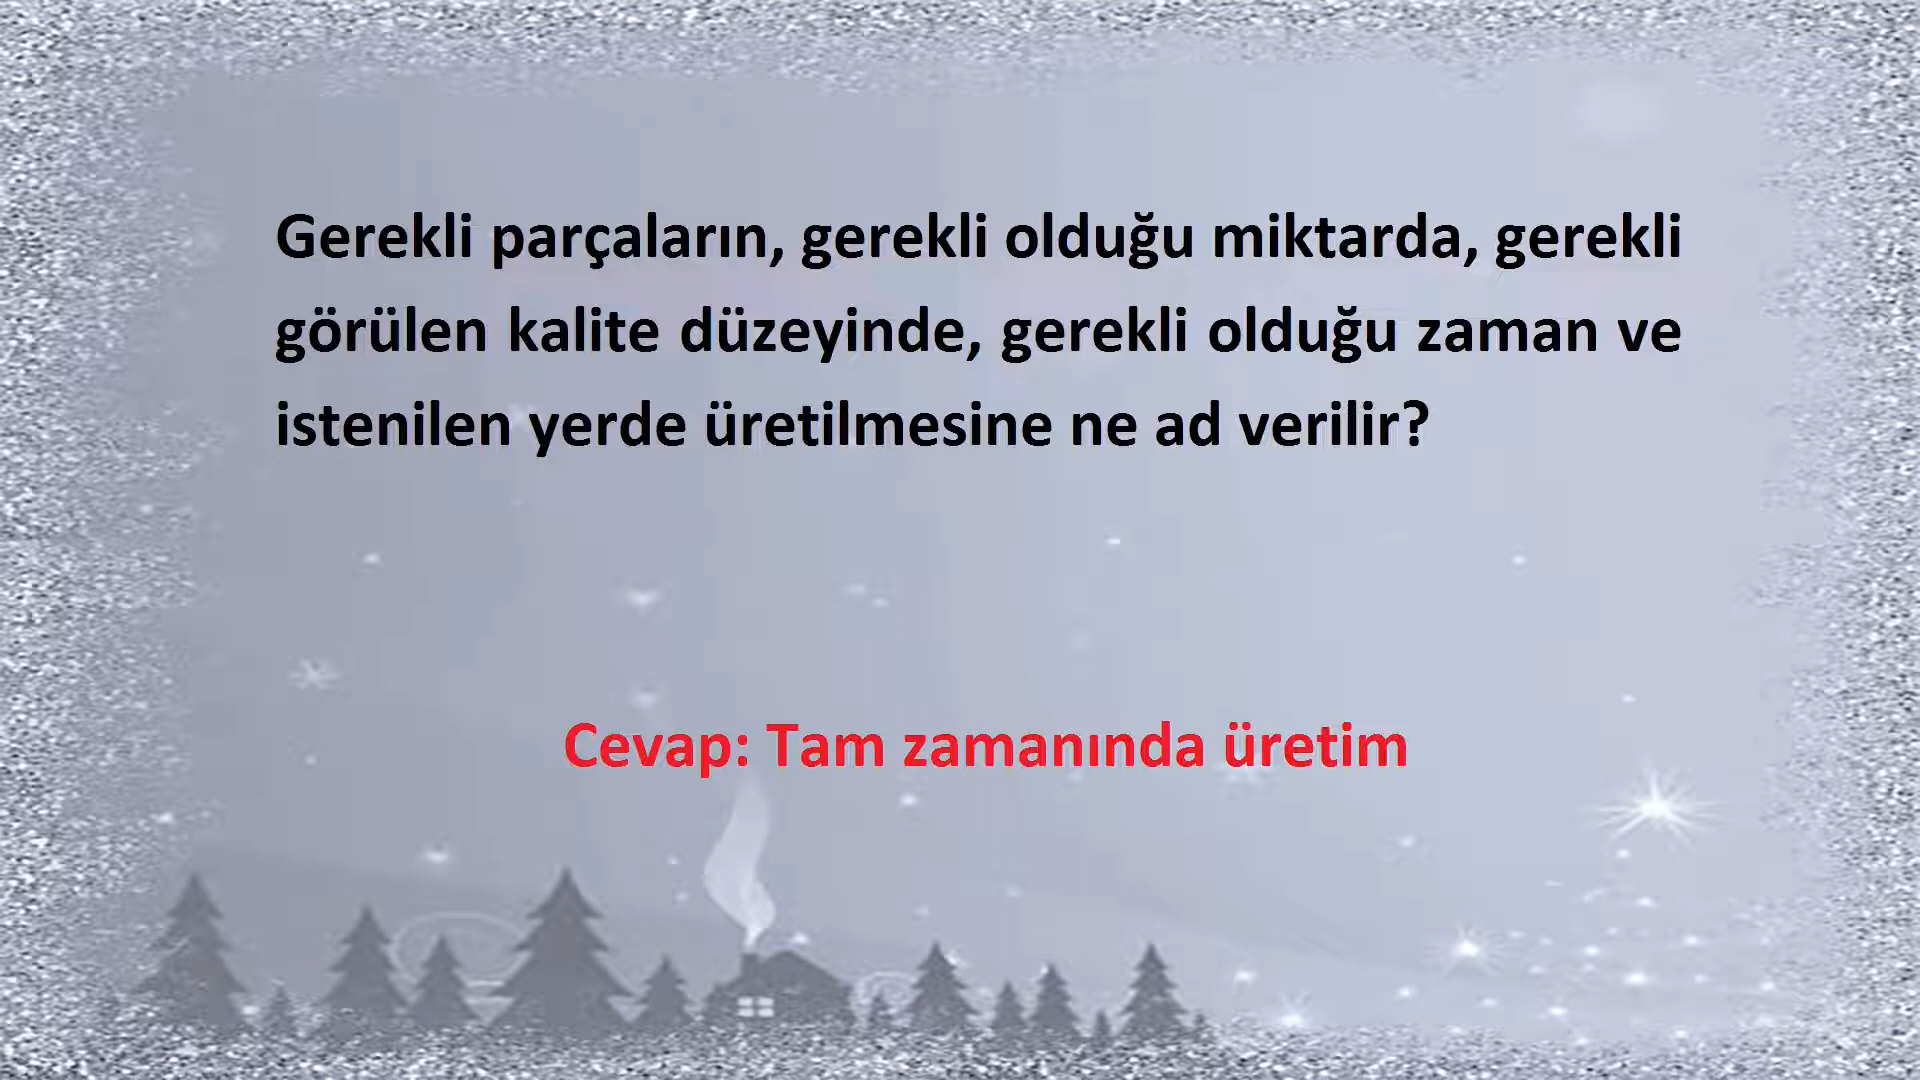 Gerekli parçaların, gerekli olduğu miktarda, gerekli
görülen kalite düzeyinde, gerekli olduğu zaman ve
istenilen yerde üretilmesine ne ad verilir?
Cevap: Tam zamanında üretim